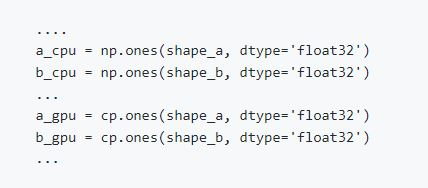 ....
a_cpu = np.ones(shape_a, dtype='float32')
b_cpu = np.ones(shape_b, dtype='float32')
...
a_gpu = cp.ones(shape_a, dtype='float32')
b_gpu = cp.ones(shape_b, dtype='float32')
...